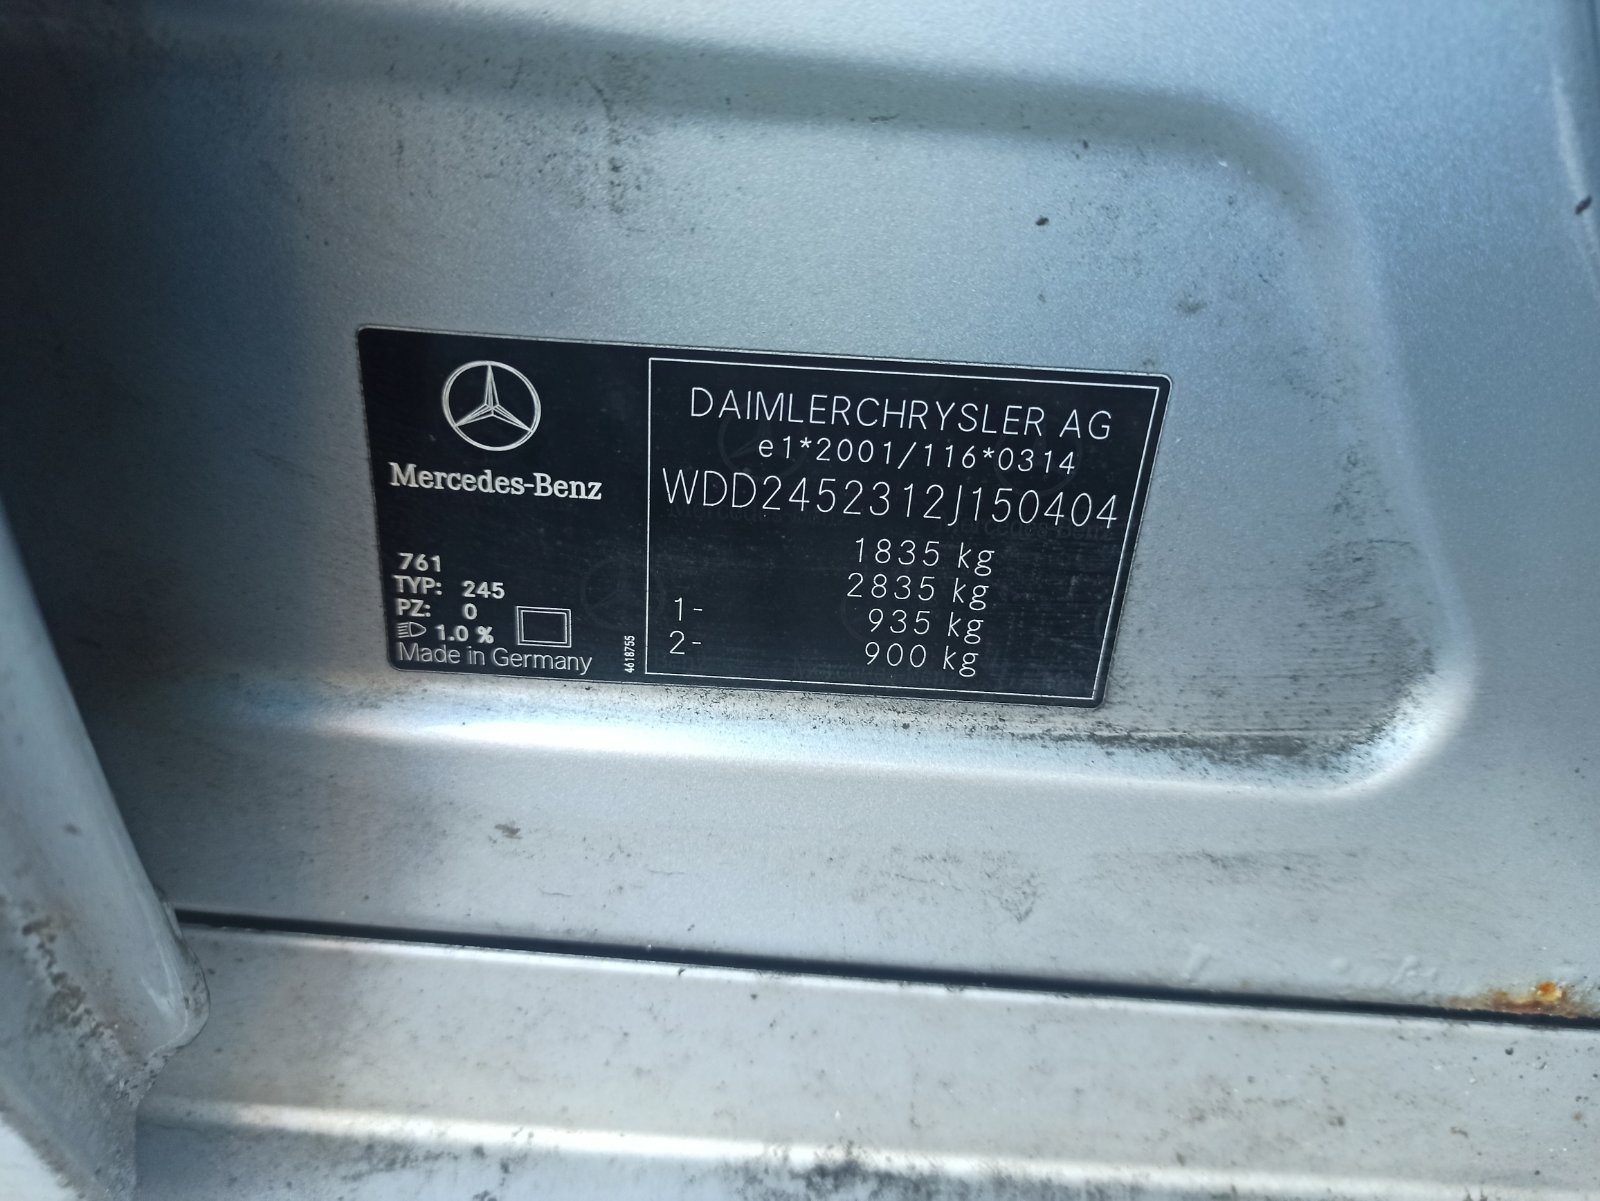 Mercedes-Benz
761
TYP: 245
PZ: 0
1.0 %
Made in Germany
4618755
DAIMLERCHRYSLER AG
e1*2001/116*0314
WDD2452312J150404
1835 kg
2835 kg
1- 935 kg
2- 900 kg